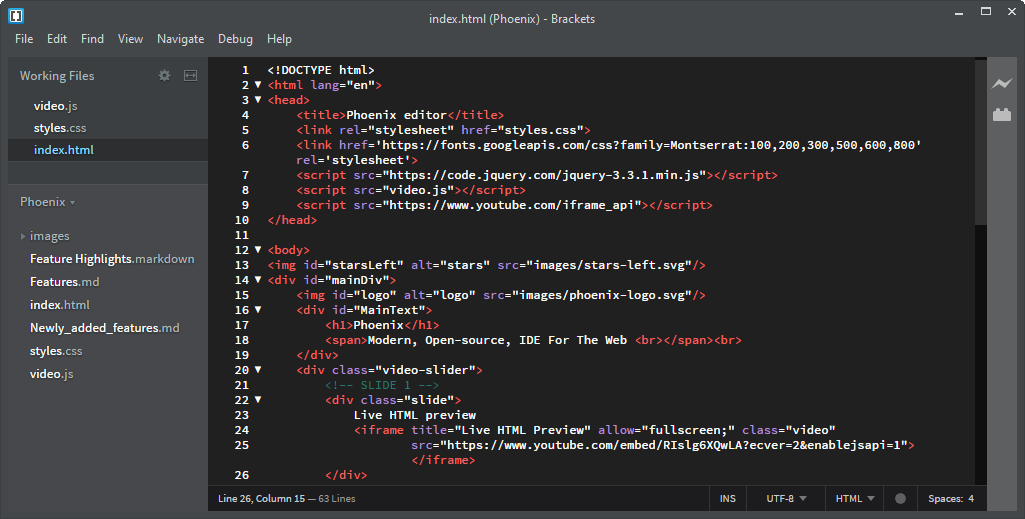 index.html (Phoenix) - Brackets
File Edit Find View Navigate Debug Help
Working Files
video.js
styles.css
index.html
Phoenix
images
Feature Highlights.markdown
Features.md
index.html
Newly_added_features.md
styles.css
video.js
1 <!DOCTYPE html>
2 <html lang="en">
3 <head>
4 <title>Phoenix editor</title>
5 <link rel="stylesheet" href="styles.css">
6 <link href='https://fonts.googleapis.com/css?family=Montserrat:100,200,300,500,600,800'
rel='stylesheet'>
7 <script src="https://code.jquery.com/jquery-3.3.1.min.js"></script>
8 <script src="video.js"></script>
9 <script src="https://www.youtube.com/iframe_api"></script>
10 </head>
11
12 <body>
13 <img id="starsLeft" alt="stars" src="images/stars-left.svg"/>
14 <div id="mainDiv">
15 <img id="logo" alt="logo" src="images/phoenix-logo.svg"/>
16 <div id="MainText">
17 <h1>Phoenix</h1>
18 <span>Modern, Open-source, IDE For The Web <br></span><br>
19 </div>
20 <div class="video-slider">
21 <!-- SLIDE 1 -->
22 <div class="slide">
23 Live HTML preview
24 <iframe title="Live HTML Preview" allow="fullscreen;" class="video"
25 src="https://www.youtube.com/embed/RIslg6XQwLA?ecver=2&enablejsapi=1">
</iframe>
26 </div>
Line 26, Column 15 — 63 Lines
INS UTF-8 HTML Spaces: 4